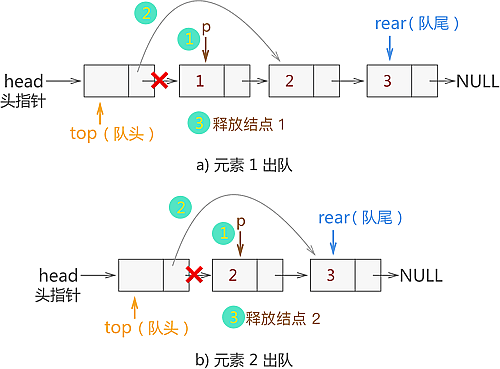 ②
① p
rear(队尾)
head
头指针
1 2 3 NULL
top(队头)
③ 释放结点 1
a) 元素 1 出队
②
① p
rear(队尾)
head
头指针
2 3 NULL
top(队头)
③ 释放结点 2
b) 元素 2 出队